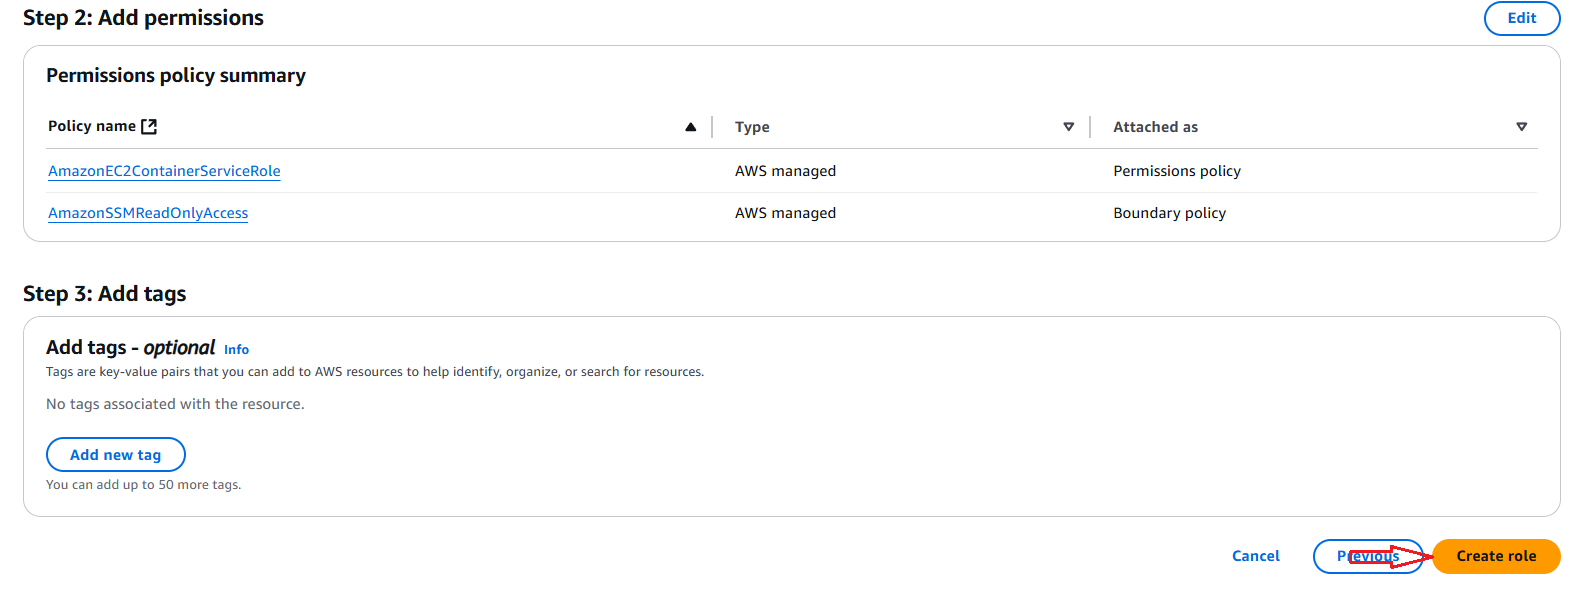 Step 2: Add permissions
Edit
Permissions policy summary
Policy name
Type
Attached as
AmazonEC2ContainerServiceRole
AWS managed
Permissions policy
AmazonSSMReadOnlyAccess
AWS managed
Boundary policy
Step 3: Add tags
Add tags - optional Info
Tags are key-value pairs that you can add to AWS resources to help identify, organize, or search for resources.
No tags associated with the resource.
Add new tag
You can add up to 50 more tags.
Cancel
Previous
Create role